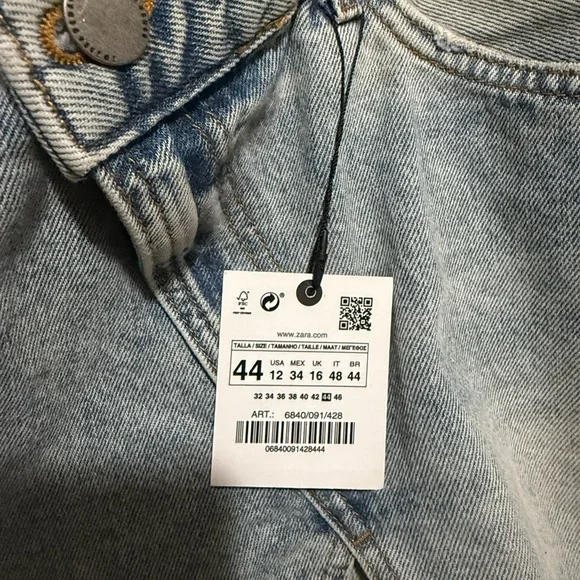 FSC
www.zara.com
TALLA / SIZE / TAMANHO / TAILLE / MAAT / ΜΕΓΕΘΟΣ
44 USA 12 MEX 34 UK 16 IT 48 BR 44
32 34 36 38 40 42 44 46
ART.: 6840/091/428
06840091428444